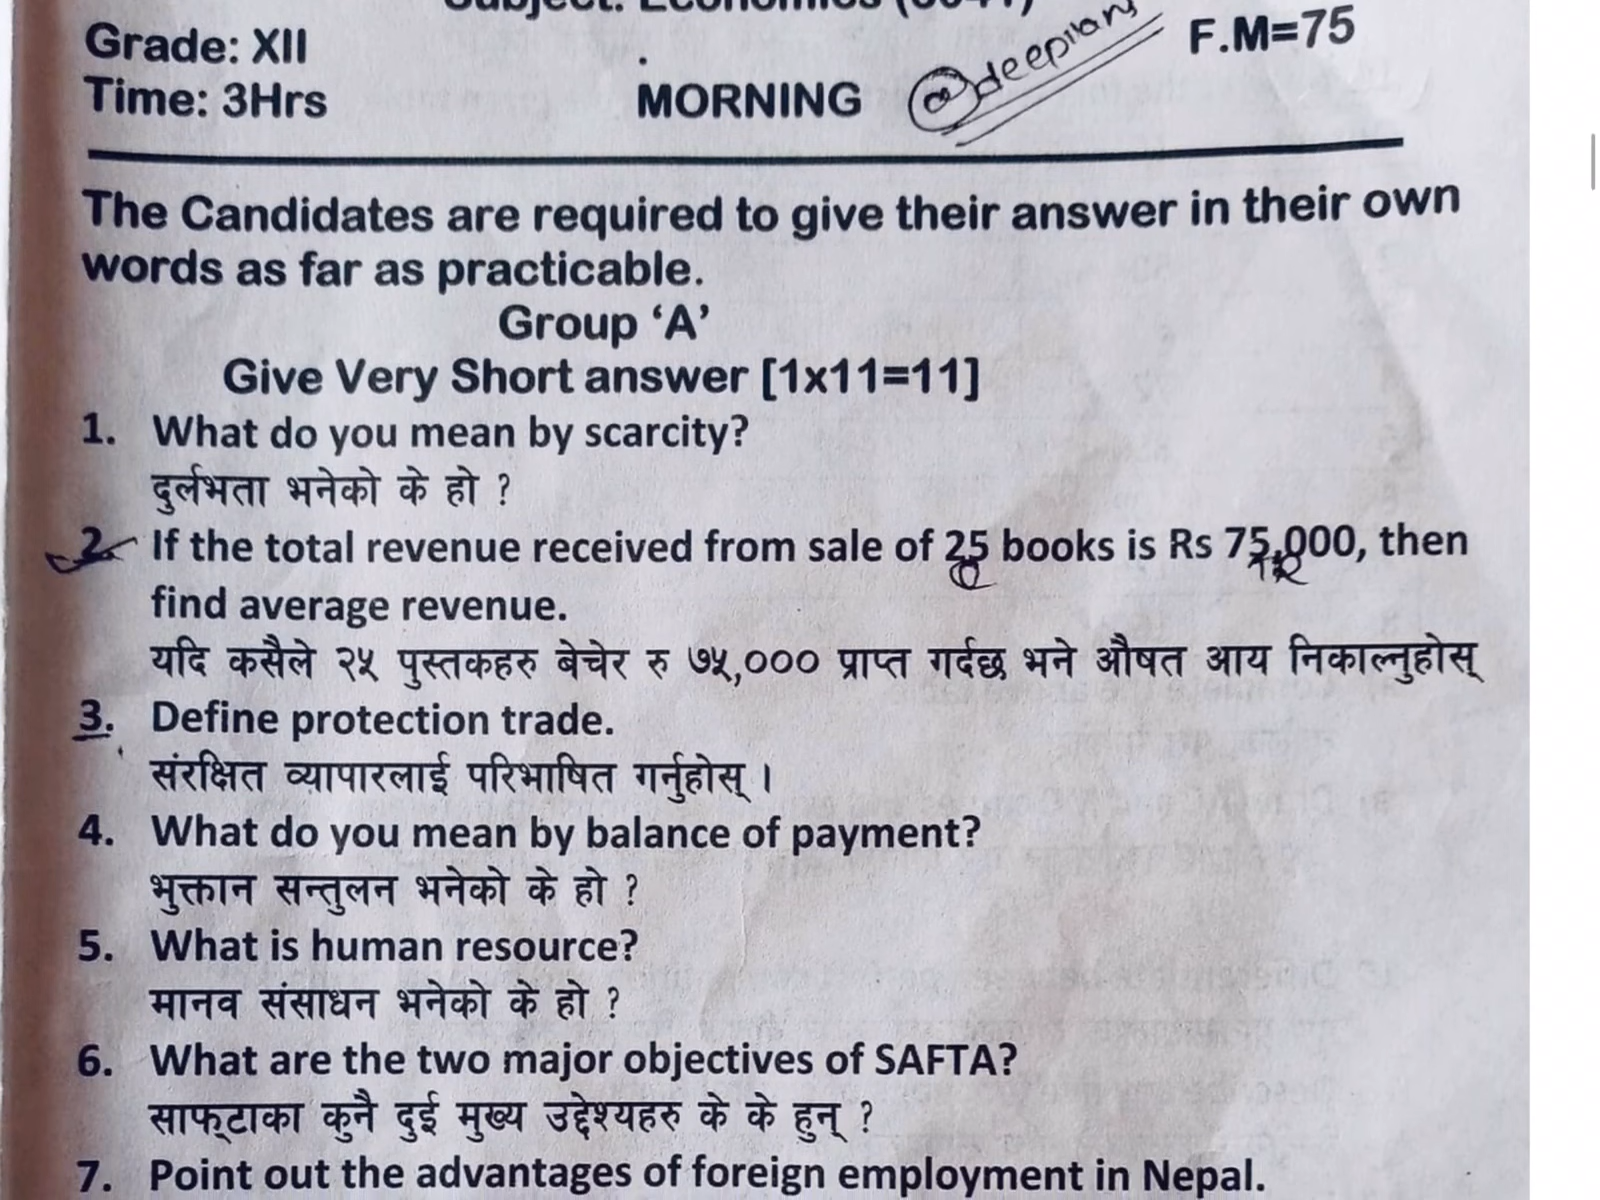 Subject: Economics
Grade: XII
F.M=75
Time: 3Hrs
MORNING
The Candidates are required to give their answer in their own
words as far as practicable.
Group ‘A’
Give Very Short answer [1x11=11]
1. What do you mean by scarcity?
दुर्लभता भनेको के हो ?
2. If the total revenue received from sale of 25 books is Rs 75,000, then
find average revenue.
यदि कसैले २५ पुस्तकहरु बेचेर रु ७५,००० प्राप्त गर्दछ भने औषत आय निकाल्नुहोस्
3. Define protection trade.
संरक्षित व्यापारलाई परिभाषित गर्नुहोस् ।
4. What do you mean by balance of payment?
भुक्तान सन्तुलन भनेको के हो ?
5. What is human resource?
मानव संसाधन भनेको के हो ?
6. What are the two major objectives of SAFTA?
साफ्टाका कुनै दुई मुख्य उद्देश्यहरु के के हुन् ?
7. Point out the advantages of foreign employment in Nepal.